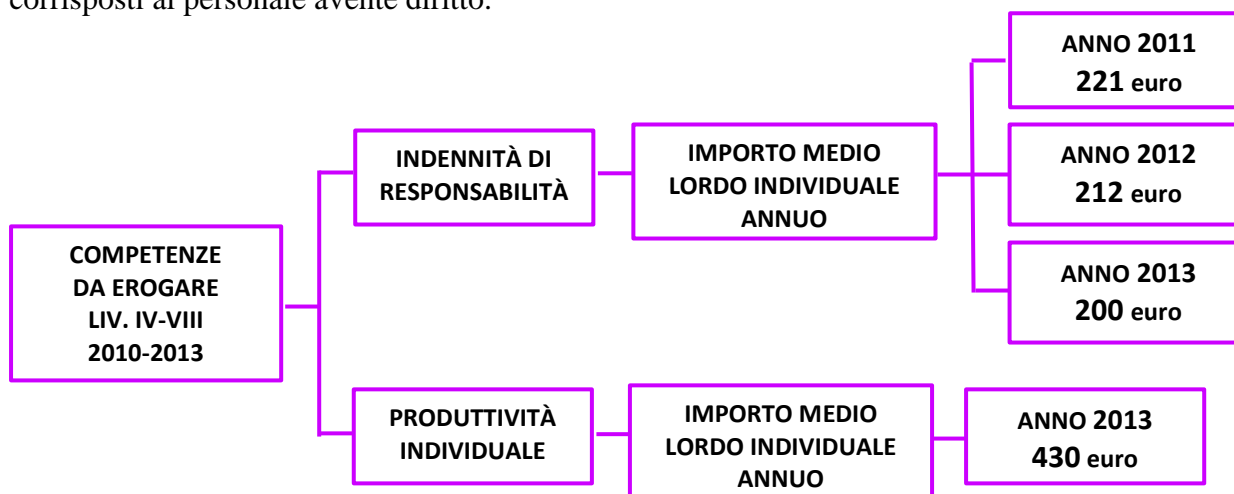 corrisposti al personale avente diritto.
COMPETENZE
DA EROGARE
LIV. IV-VIII
2010-2013
INDENNITÀ DI
RESPONSABILITÀ
IMPORTO MEDIO
LORDO INDIVIDUALE
ANNUO
ANNO 2011
221 euro
ANNO 2012
212 euro
ANNO 2013
200 euro
PRODUTTIVITÀ
INDIVIDUALE
IMPORTO MEDIO
LORDO INDIVIDUALE
ANNUO
ANNO 2013
430 euro